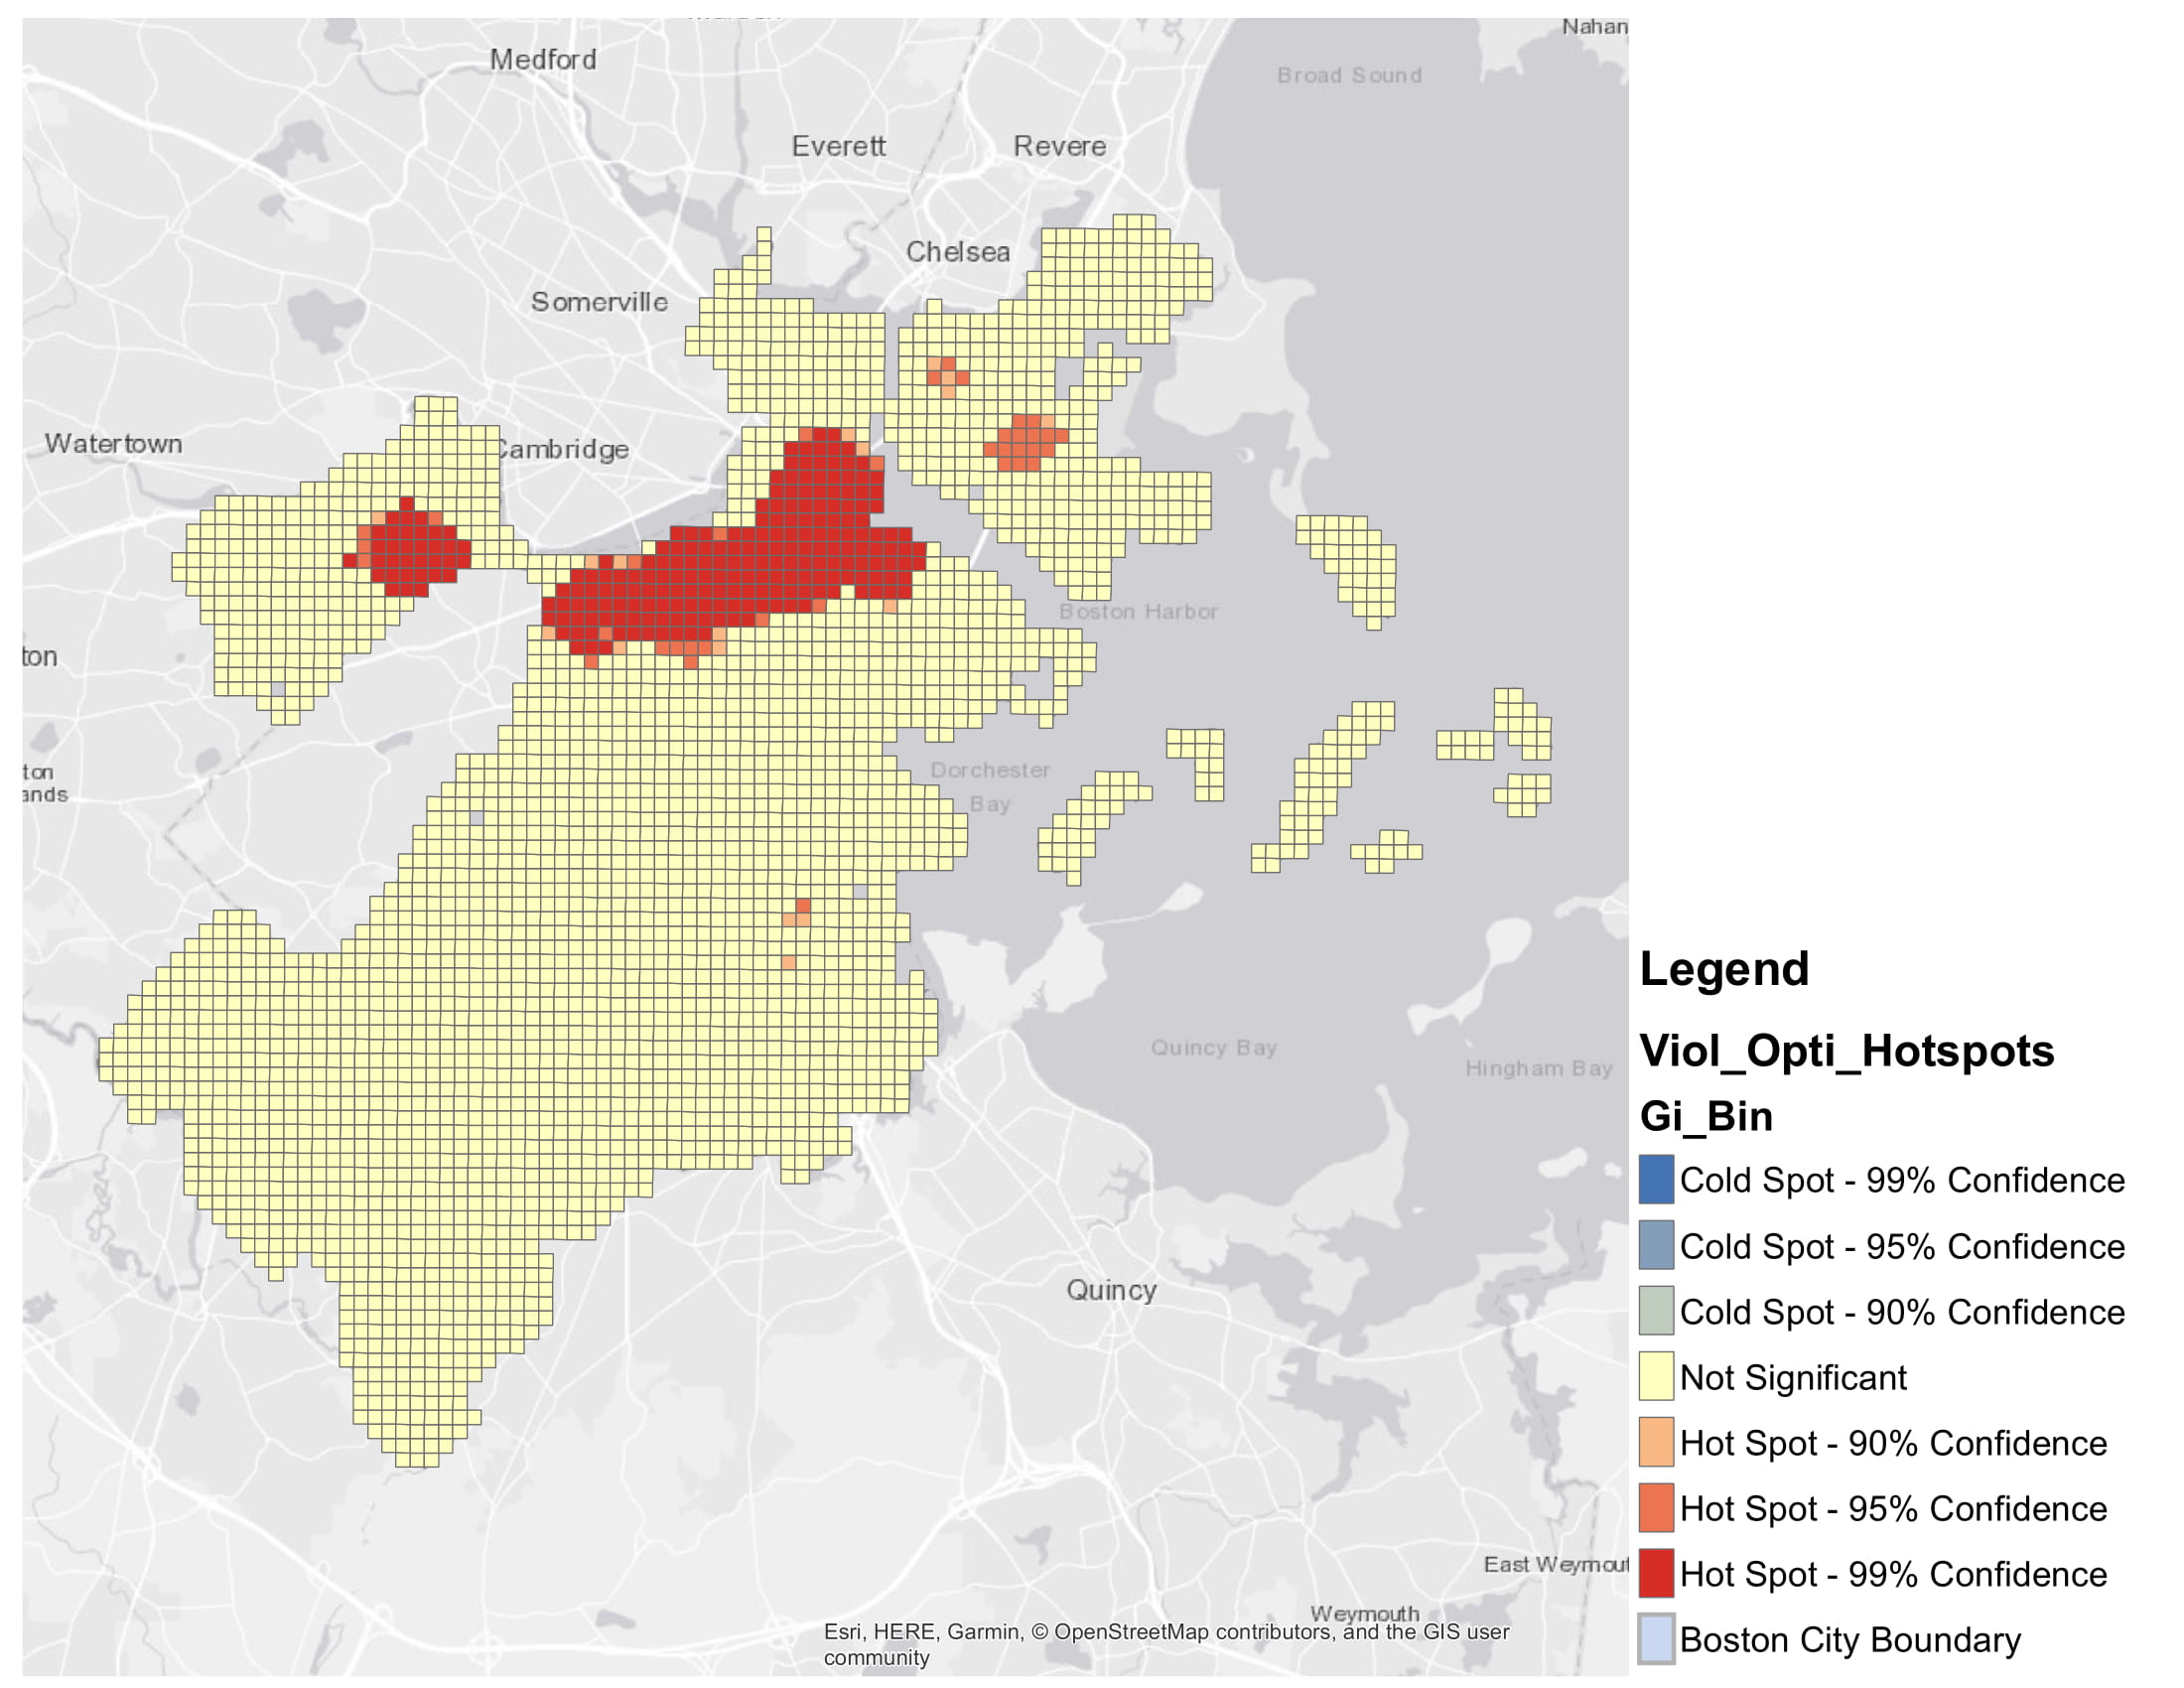 Medford
Nahan
Broad Sound
Everett
Revere
Chelsea
Somerville
Watertown
Cambridge
Boston Harbor
ton
Dorchester
Bay
ton
ands
Quincy Bay
Hingham Bay
Quincy
East Weymout
Weymouth
Esri, HERE, Garmin, © OpenStreetMap contributors, and the GIS user
community
Legend
Viol_Opti_Hotspots
Gi_Bin
Cold Spot - 99% Confidence
Cold Spot - 95% Confidence
Cold Spot - 90% Confidence
Not Significant
Hot Spot - 90% Confidence
Hot Spot - 95% Confidence
Hot Spot - 99% Confidence
Boston City Boundary